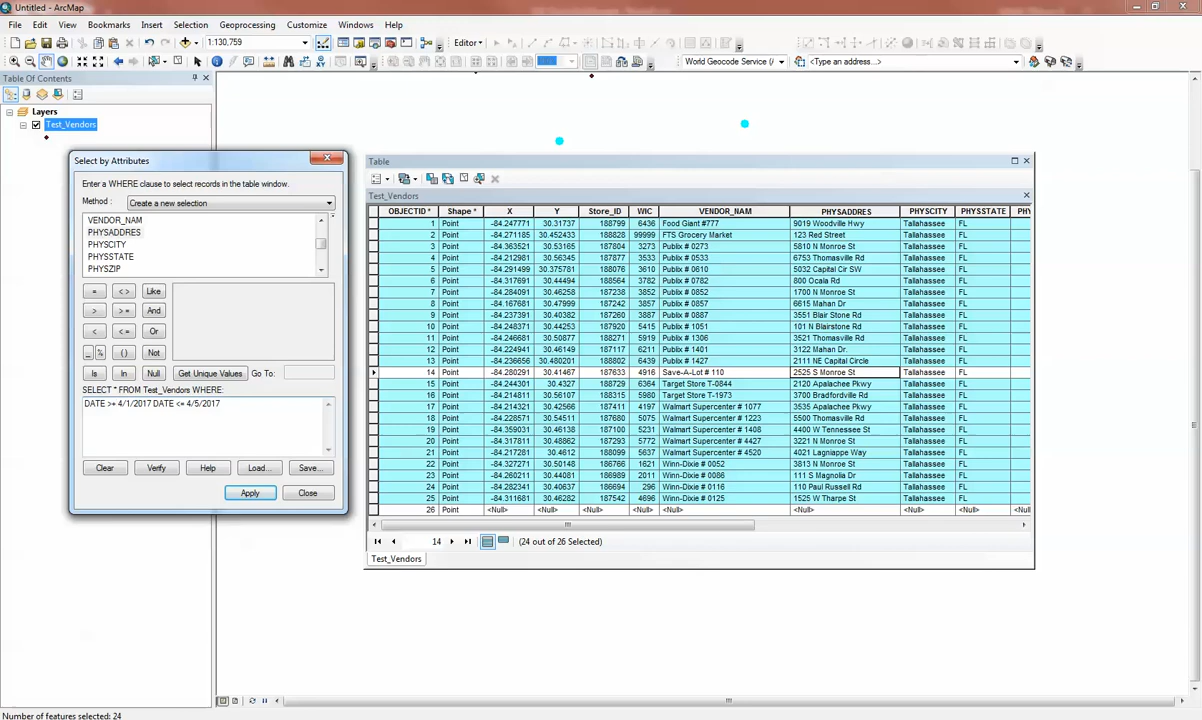 Untitled - ArcMap
File Edit View Bookmarks Insert Selection Geoprocessing Customize Windows Help
1:130,759 Editor
World Geocode Service ( <Type an address...>
Table Of Contents
Layers
Test_Vendors
Select by Attributes
Enter a WHERE clause to select records in the table window.
Method : Create a new selection
VENDOR_NAM
PHYSADDRES
PHYSCITY
PHYSSTATE
PHYSZIP
= < > Like
> > = And
< < = Or
_ % ( ) Not
Is In Null Get Unique Values Go To:
SELECT * FROM Test_Vendors WHERE:
DATE >= 4/1/2017 DATE <= 4/5/2017
Clear Verify Help Load... Save...
Apply Close
Table
Test_Vendors
OBJECTID * Shape * X Y Store_ID WIC VENDOR_NAM PHYSADDRES PHYSCITY PHYSSTATE PHY
1 Point -84.247771 30.31737 188799 6436 Food Giant #777 9019 Woodville Hwy Tallahassee FL
2 Point -84.271185 30.452433 188828 99999 FTS Grocery Market 123 Red Street Tallahassee FL
3 Point -84.363521 30.53165 187804 3273 Publix # 0273 5810 N Monroe St Tallahassee FL
4 Point -84.212981 30.56345 187877 3533 Publix # 0533 6753 Thomasville Rd Tallahassee FL
5 Point -84.291499 30.375781 188076 3610 Publix # 0610 5032 Capital Cir SW Tallahassee FL
6 Point -84.317691 30.44494 188564 3782 Publix # 0782 800 Ocala Rd Tallahassee FL
7 Point -84.284091 30.46258 187738 3852 Publix # 0852 1700 N Monroe St Tallahassee FL
8 Point -84.167681 30.47999 187242 3857 Publix # 0857 6615 Mahan Dr Tallahassee FL
9 Point -84.237391 30.40382 187260 3887 Publix # 0887 3551 Blair Stone Rd Tallahassee FL
10 Point -84.248371 30.44253 187920 5415 Publix # 1051 101 N Blairstone Rd Tallahassee FL
11 Point -84.246681 30.50877 188271 5919 Publix # 1306 3521 Thomasville Rd Tallahassee FL
12 Point -84.224941 30.46149 187779 6211 Publix # 1401 3122 Mahan Dr. Tallahassee FL
13 Point -84.236656 30.480201 188802 6439 Publix # 1427 2111 NE Capital Circle Tallahassee FL
14 Point -84.280291 30.41467 187633 4916 Save-A-Lot # 110 2525 S Monroe St Tallahassee FL
15 Point -84.244301 30.4327 188729 6364 Target Store T-0844 2120 Apalachee Pkwy Tallahassee FL
16 Point -84.214811 30.56107 188315 5980 Target Store T-1973 3700 Bradfordville Rd Tallahassee FL
17 Point -84.214321 30.42566 187411 4197 Walmart Supercenter # 1077 3535 Apalachee Pkwy Tallahassee FL
18 Point -84.228581 30.54511 187680 5075 Walmart Supercenter # 1223 5500 Thomasville Rd Tallahassee FL
19 Point -84.359031 30.46138 187100 5231 Walmart Supercenter # 1408 4400 W Tennessee St Tallahassee FL
20 Point -84.317811 30.48862 187293 5772 Walmart Supercenter # 4427 3221 N Monroe St Tallahassee FL
21 Point -84.217281 30.4612 188099 5637 Walmart Supercenter # 4520 4021 Lagniappe Way Tallahassee FL
22 Point -84.327271 30.50148 186766 1621 Winn-Dixie # 0052 3813 N Monroe St Tallahassee FL
23 Point -84.260291 30.44081 186989 2011 Winn-Dixie # 0086 111 S Magnolia Dr Tallahassee FL
24 Point -84.282341 30.40637 186694 296 Winn-Dixie # 0116 110 Paul Russell Rd Tallahassee FL
25 Point -84.311681 30.46282 187542 4696 Winn-Dixie # 0125 1525 W Tharpe St Tallahassee FL
26 Point <Null> <Null> <Null> <Null> <Null> <Null> <Null> <Null>
14 (24 out of 26 Selected)
Test_Vendors
Number of features selected: 24